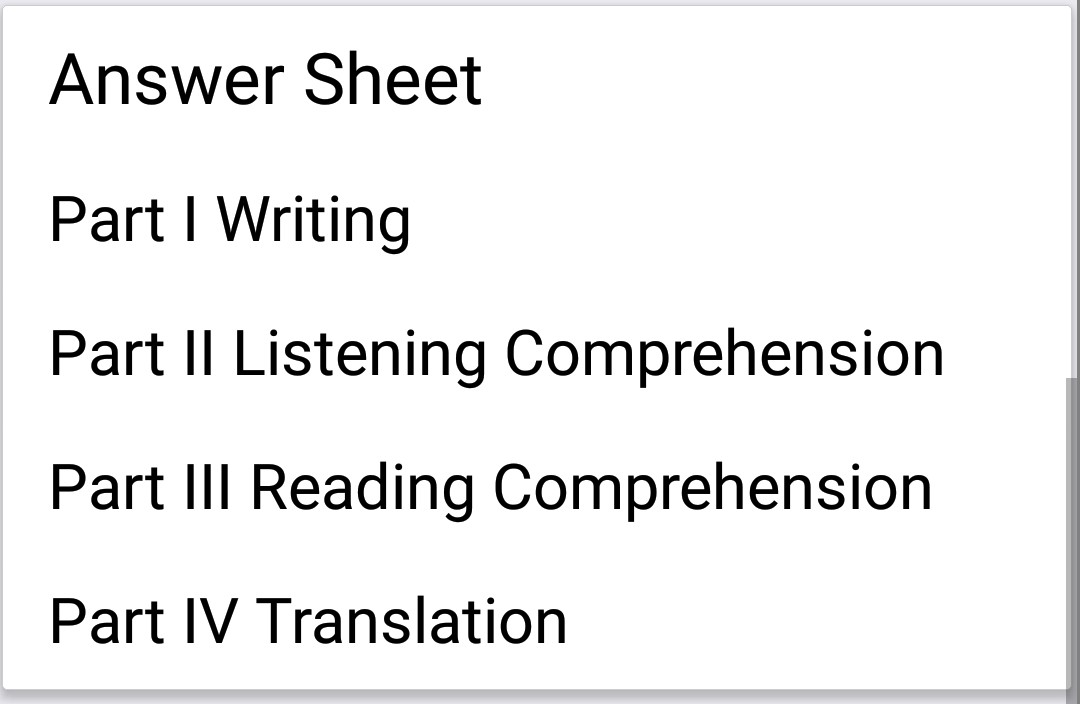 Answer Sheet
Part I Writing
Part II Listening Comprehension
Part III Reading Comprehension
Part IV Translation